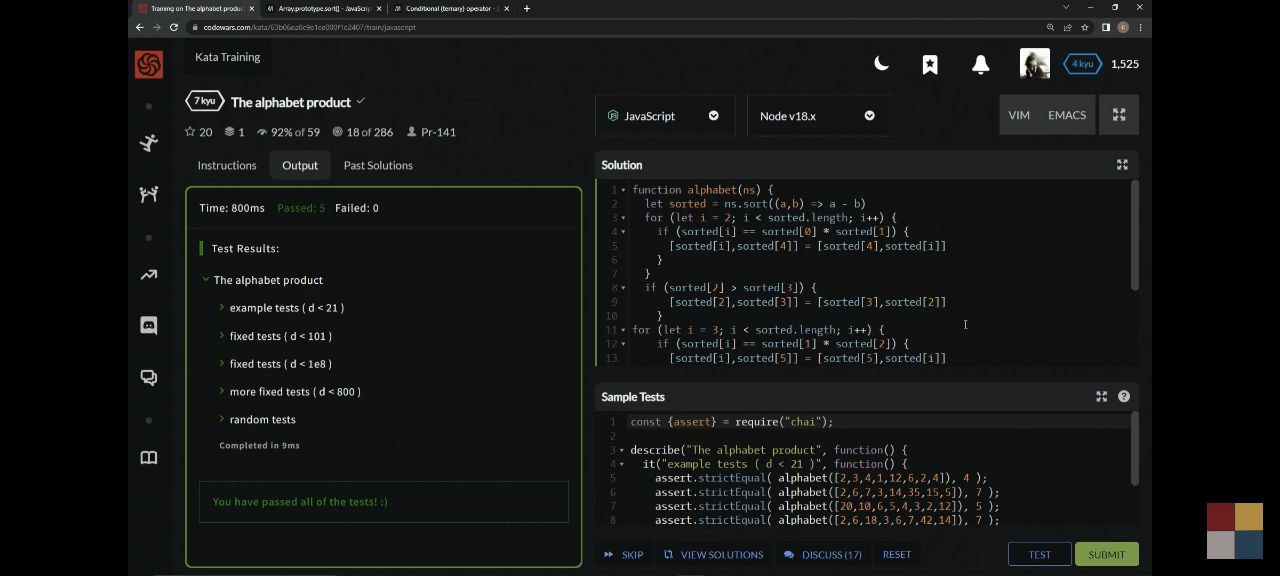 Training on The alphabet produc
Array.prototype.sort() - JavaScri
Conditional (ternary) operator - J
codewars.com/kata/63b06ea0c9e1ce000f1e2407/train/javascript
Kata Training
4 kyu
1,525
7 kyu
The alphabet product
20
1
92% of 59
18 of 286
Pr-141
JavaScript
Node v18.x
VIM
EMACS
Instructions
Output
Past Solutions
Time: 800ms
Passed: 5
Failed: 0
Test Results:
The alphabet product
example tests ( d < 21 )
fixed tests ( d < 101 )
fixed tests ( d < 1e8 )
more fixed tests ( d < 800 )
random tests
Completed in 9ms
You have passed all of the tests! :)
Solution
1 function alphabet(ns) {
2 let sorted = ns.sort((a,b) => a - b)
3 for (let i = 2; i < sorted.length; i++) {
4 if (sorted[i] == sorted[0] * sorted[1]) {
5 [sorted[i],sorted[4]] = [sorted[4],sorted[i]]
6 }
7 }
8 if (sorted[2] > sorted[3]) {
9 [sorted[2],sorted[3]] = [sorted[3],sorted[2]]
10 }
11 for (let i = 3; i < sorted.length; i++) {
12 if (sorted[i] == sorted[1] * sorted[2]) {
13 [sorted[i],sorted[5]] = [sorted[5],sorted[i]]
Sample Tests
1 const {assert} = require("chai");
2
3 describe("The alphabet product", function() {
4 it("example tests ( d < 21 )", function() {
5 assert.strictEqual( alphabet([2,3,4,1,12,6,2,4]), 4 );
6 assert.strictEqual( alphabet([2,6,7,3,14,35,15,5]), 7 );
7 assert.strictEqual( alphabet([20,10,6,5,4,3,2,12]), 5 );
8 assert.strictEqual( alphabet([2,6,18,3,6,7,42,14]), 7 );
SKIP
VIEW SOLUTIONS
DISCUSS (17)
RESET
TEST
SUBMIT